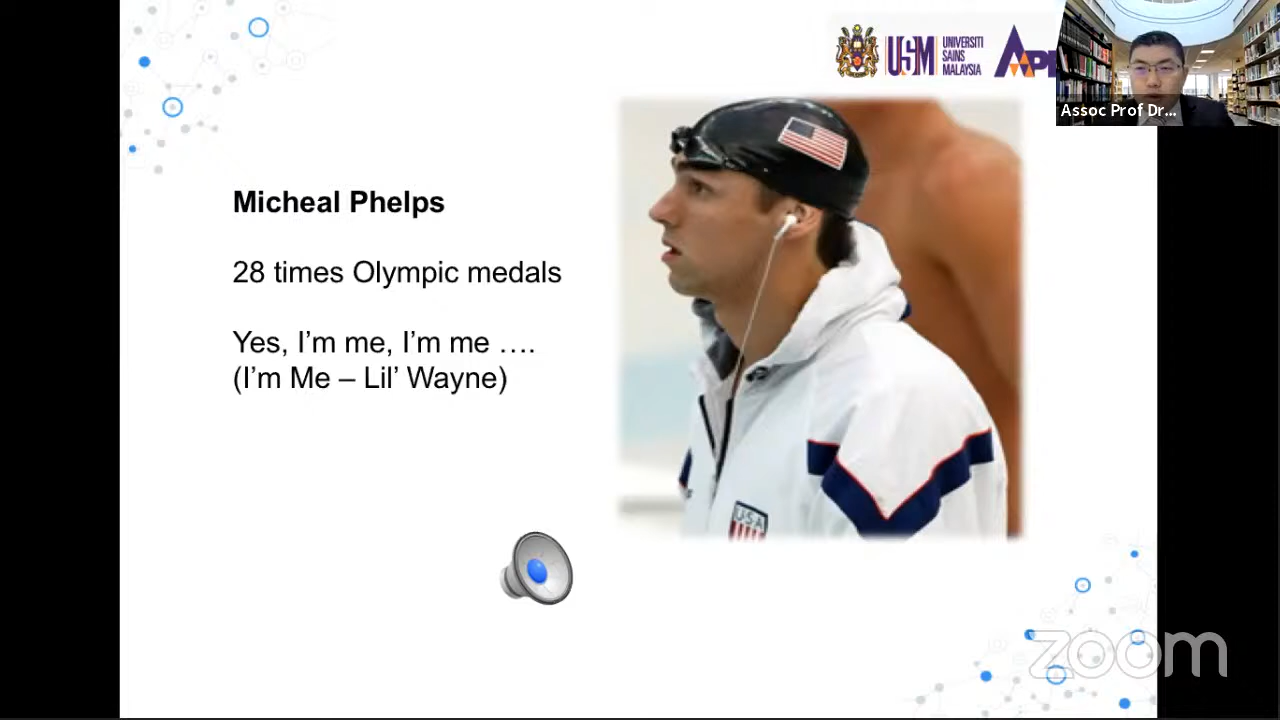 USM UNIVERSITI
SAINS
MALAYSIA
Assoc Prof Dr...
Micheal Phelps
28 times Olympic medals
Yes, I’m me, I’m me ….
(I’m Me – Lil’ Wayne)
USA
zoom